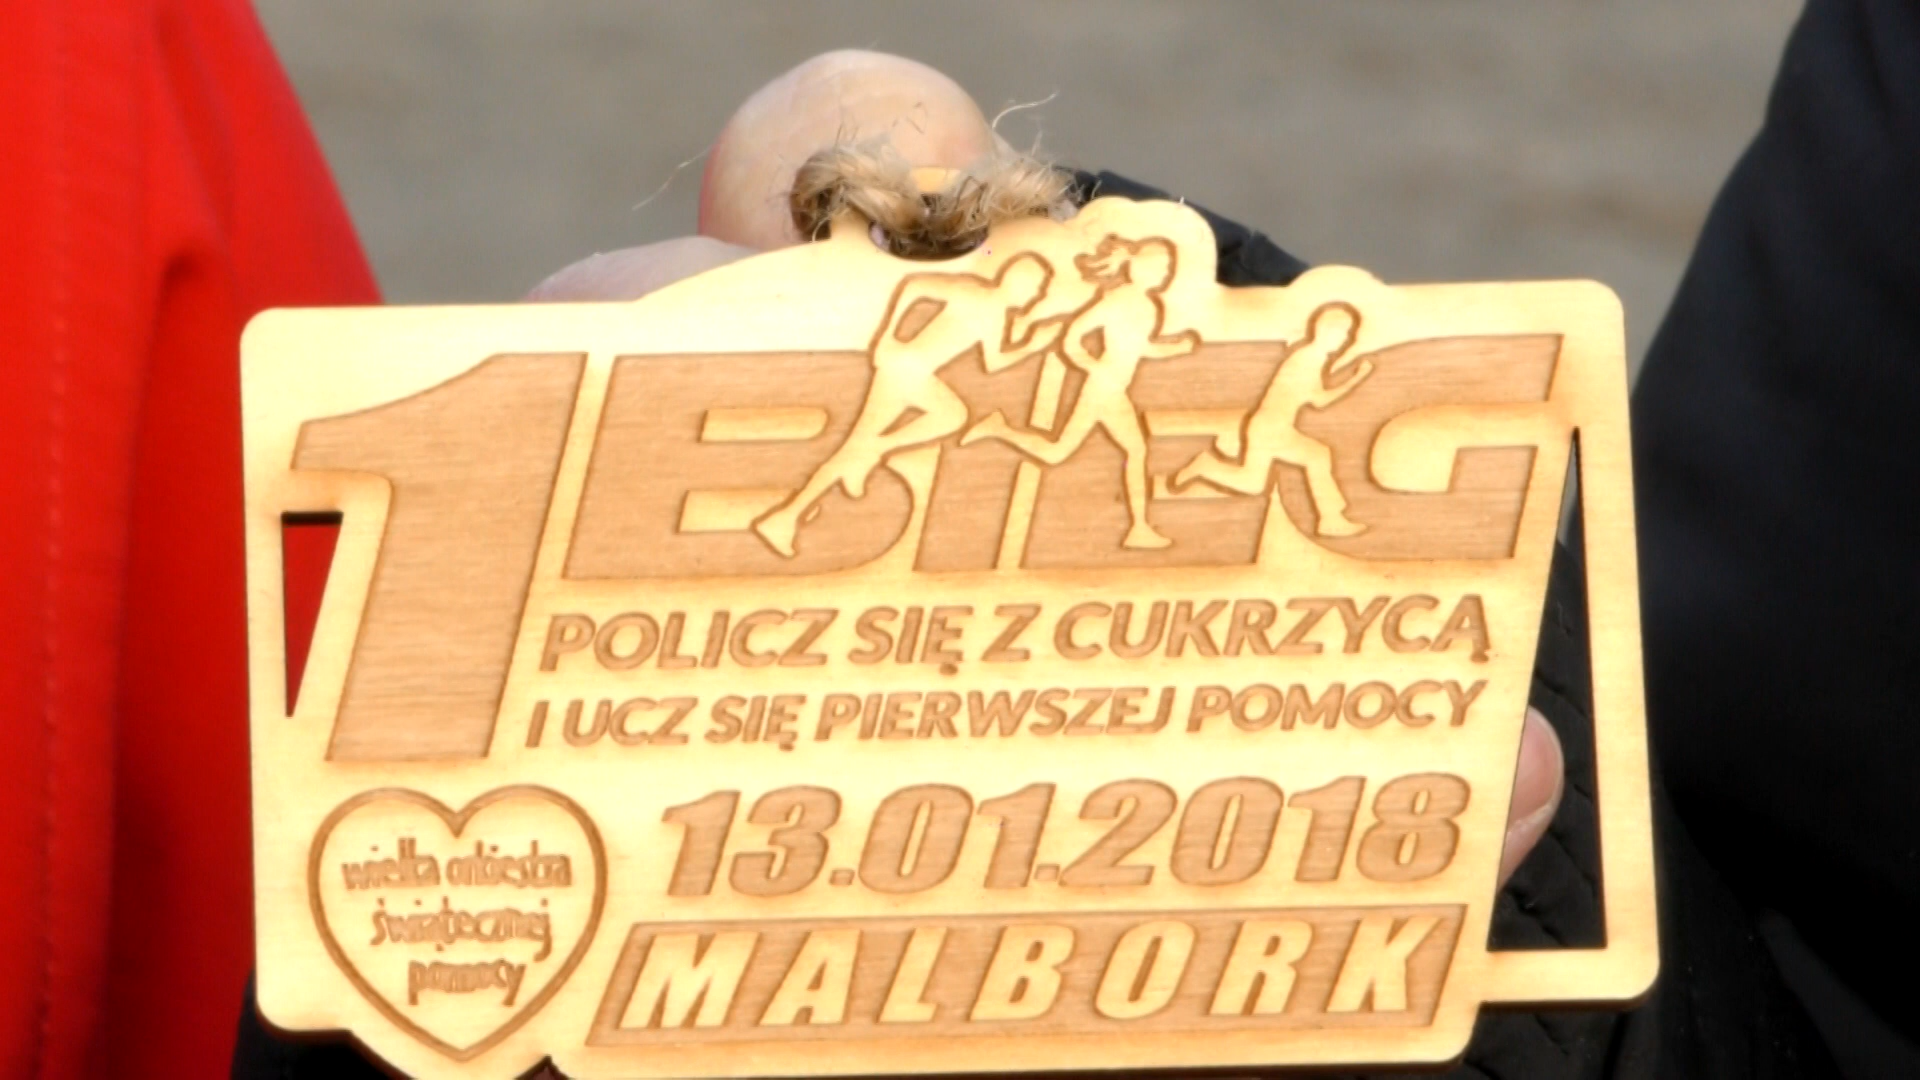 1 BIEG
POLICZ SIĘ Z CUKRZYCĄ
I UCZ SIĘ PIERWSZEJ POMOCY
13.01.2018
MALBORK
wielka orkiestra
świątecznej
pomocy